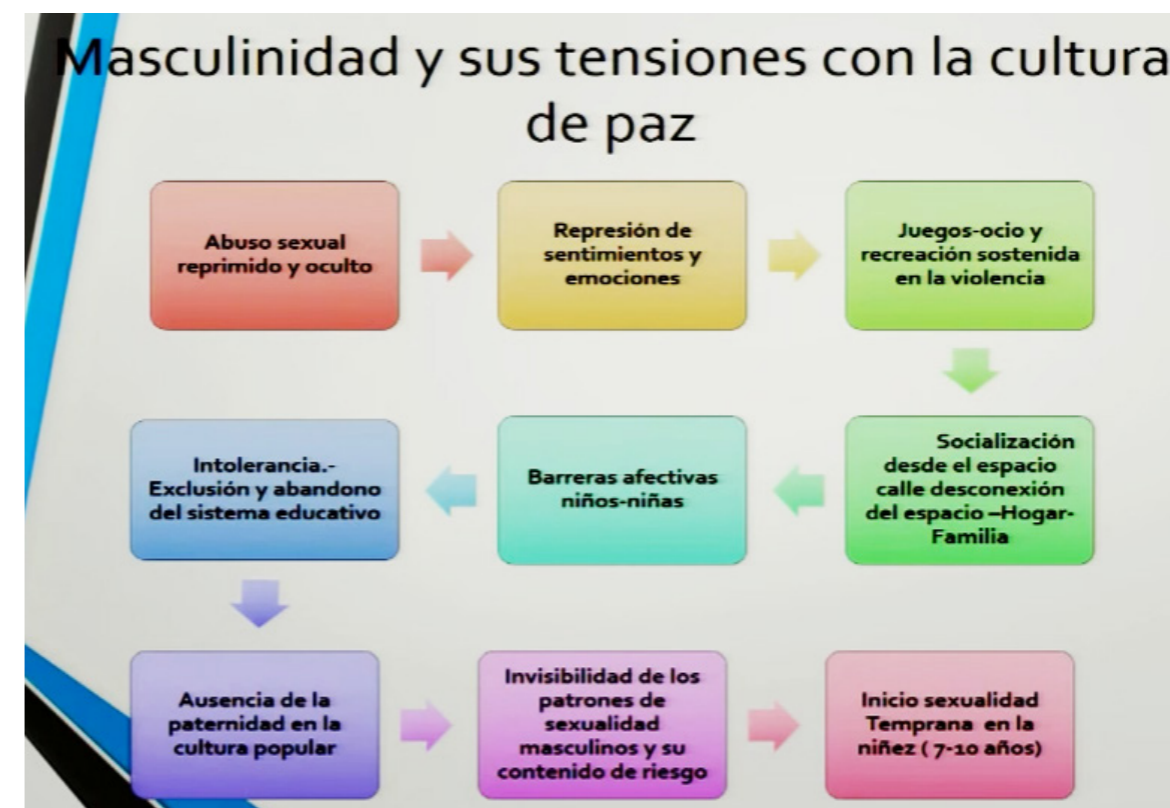 Masculinidad y sus tensiones con la cultura
de paz
Abuso sexual
reprimido y oculto
Represión de
sentimientos y
emociones
Juegos-ocio y
recreación sostenida
en la violencia
Socialización
desde el espacio
calle desconexión
del espacio –Hogar-
Familia
Barreras afectivas
niños-niñas
Intolerancia.-
Exclusión y abandono
del sistema educativo
Ausencia de la
paternidad en la
cultura popular
Invisibilidad de los
patrones de
sexualidad
masculinos y su
contenido de riesgo
Inicio sexualidad
Temprana en la
niñez ( 7-10 años)